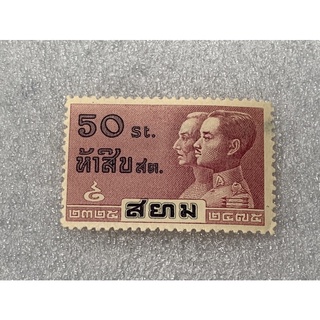 50 st.
ห้าสิบ สต.
๒๓๒๕ สยาม ๒๔๗๕